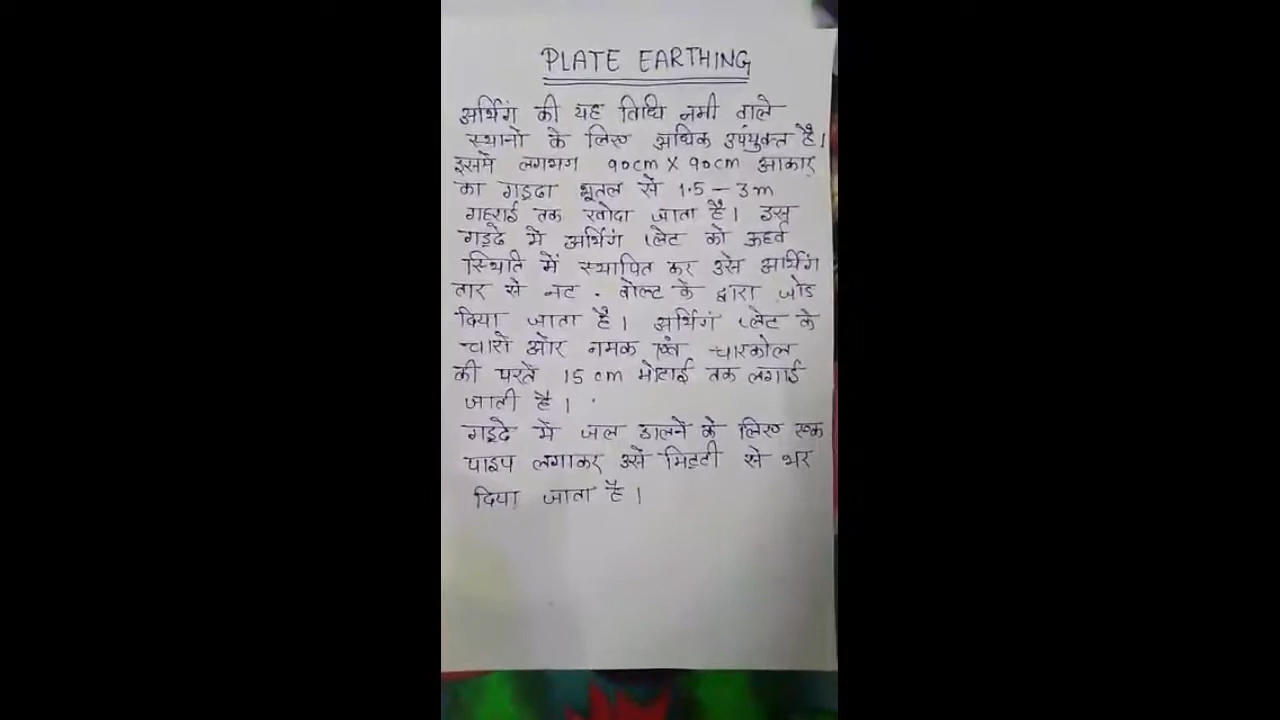 PLATE EARTHING
अर्थिंग की यह विधि नमी वाले
स्थानो के लिए अधिक उपयुक्त है।
इसमें लगभग 90cm X 90cm आकार
का गड्ढा भूतल से 1.5 – 3m
गहराई तक खोदा जाता है। इस
गड्ढे मे अर्थिंग प्लेट को ऊर्ध्व
स्थिति में स्थापित कर उसे अर्थिंग
तार से नट - बोल्ट के द्वारा जोड
दिया जाता है। अर्थिंग प्लेट के
चारो ओर नमक एवं चारकोल
की परतें 15 cm मोटाई तक लगाई
जाती है।
गड्ढे में जल डालने के लिए एक
पाइप लगाकर उसे मिट्टी से भर
दिया जाता है।